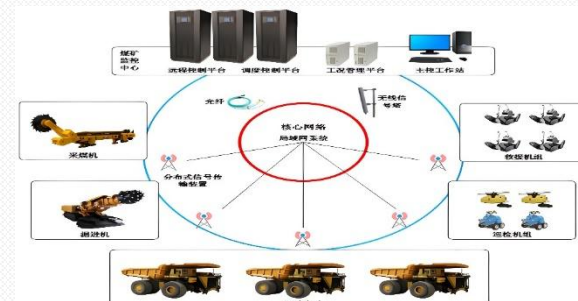 煤矿
监控
中心
远程控制平台
调度控制平台
工况管理平台
主控工作站
光纤
无线信
号塔
核心网络
局域网系统
采煤机
分布式信号传
输装置
救援机组
掘进机
巡检机组